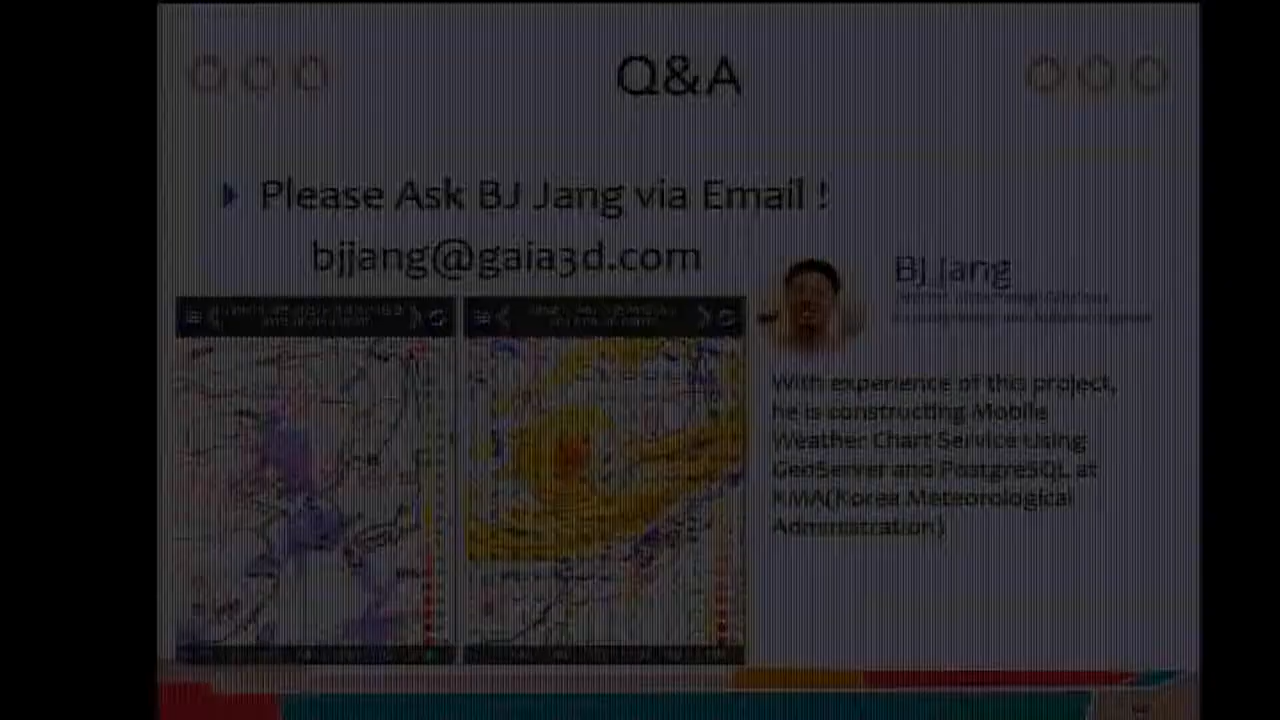 Q&A
Please Ask BJ Jang via Email !
bjjang@gaia3d.com
BJ Jang
With experience of this project,
he is constructing Mobile
Weather Chart Service using
GeoServer and PostgreSQL at
KMA(Korea Meteorological
Administration)